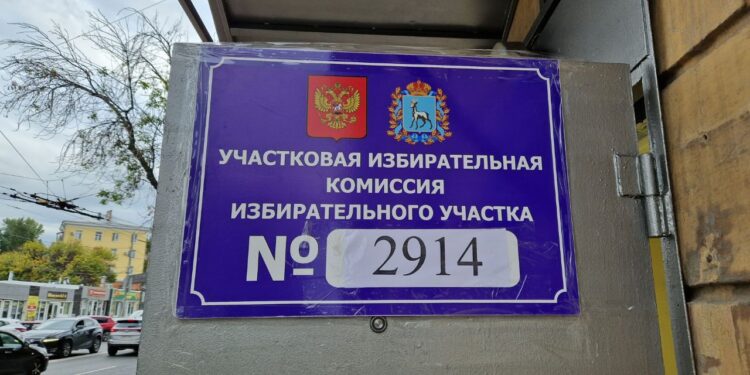 УЧАСТКОВАЯ ИЗБИРАТЕЛЬНАЯ
КОМИССИЯ
ИЗБИРАТЕЛЬНОГО УЧАСТКА
№ 2914